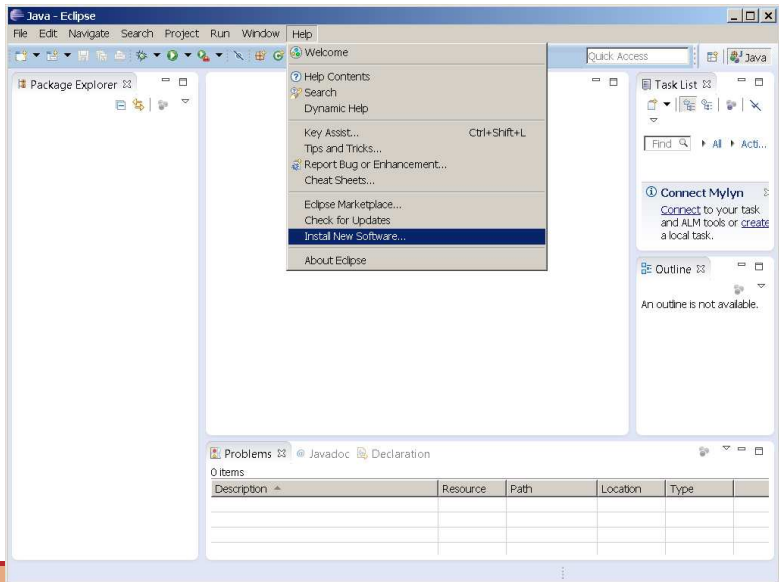 Java - Eclipse
File Edit Navigate Search Project Run Window Help
Quick Access
Java
Package Explorer
Welcome
Help Contents
Search
Dynamic Help
Key Assist... Ctrl+Shift+L
Tips and Tricks...
Report Bug or Enhancement...
Cheat Sheets...
Eclipse Marketplace...
Check for Updates
Install New Software...
About Eclipse
Task List
Find All Acti...
Connect Mylyn
Connect to your task
and ALM tools or create
a local task.
Outline
An outline is not available.
Problems Javadoc Declaration
0 items
Description Resource Path Location Type